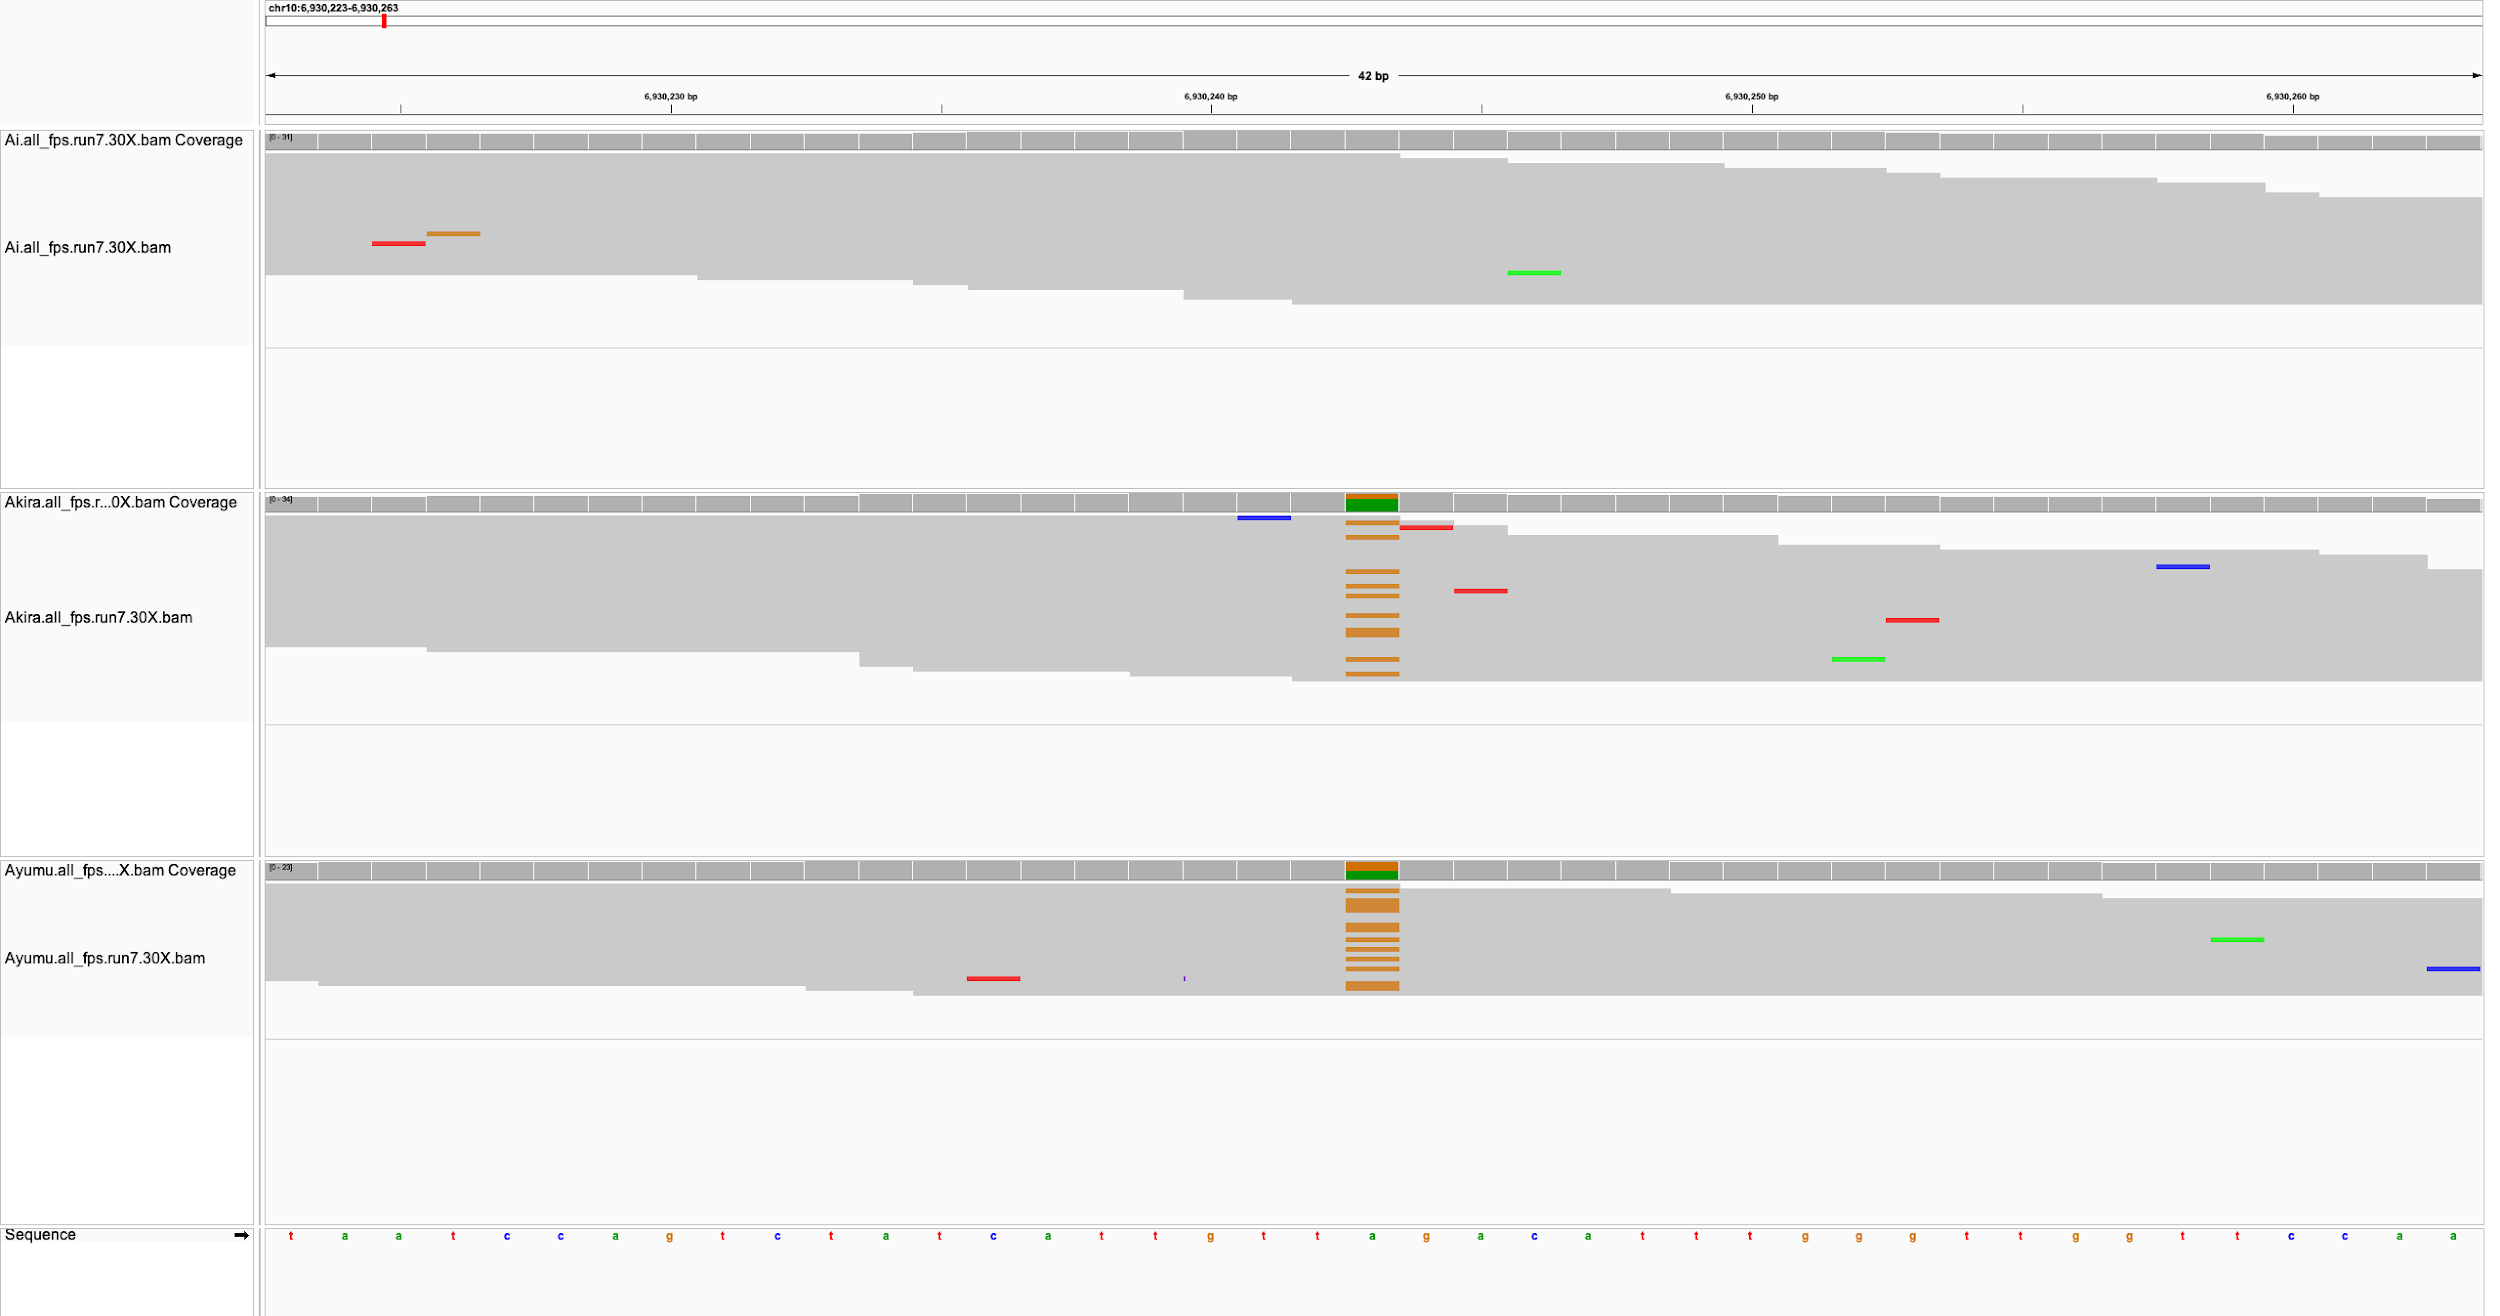 chr10:6,930,223-6,930,263
42 bp
6,930,230 bp 6,930,240 bp 6,930,250 bp 6,930,260 bp
Ai.all_fps.run7.30X.bam Coverage [0 - 31]
Ai.all_fps.run7.30X.bam
Akira.all_fps.r...0X.bam Coverage [0 - 34]
Akira.all_fps.run7.30X.bam
Ayumu.all_fps....X.bam Coverage [0 - 23]
Ayumu.all_fps.run7.30X.bam
Sequence t a a t c c a g t c t a t c a t t g t t a g a c a t t t g g g t t g g t t c c a a